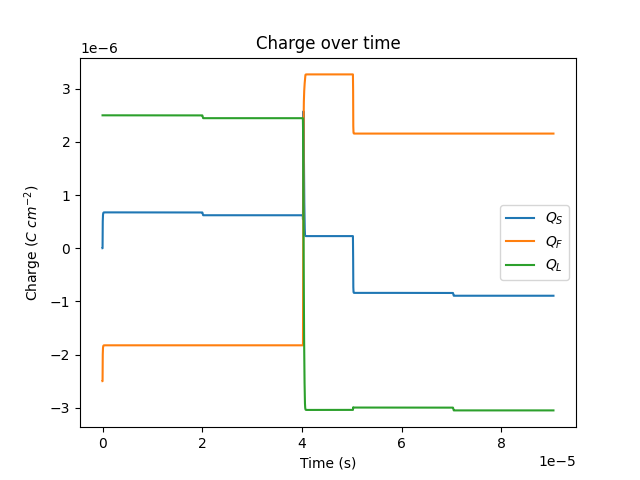 Charge over time
1e−6
3
2
1
0
−1
−2
−3
Charge (C cm⁻²)
Q_S
Q_F
Q_L
0 2 4 6 8
1e−5
Time (s)